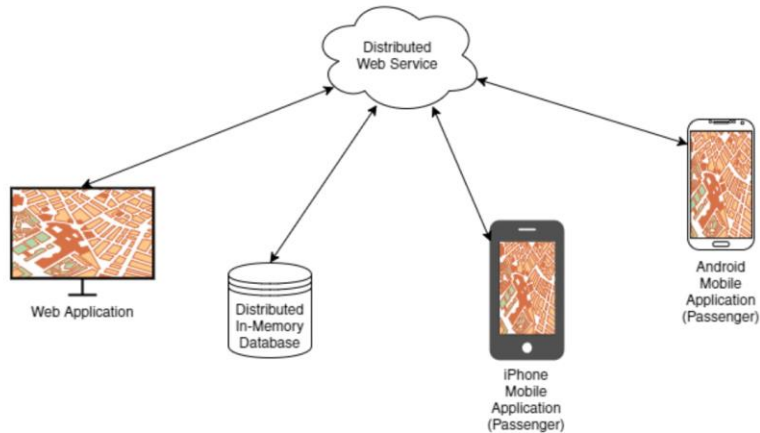 Distributed
Web Service
Web Application
Distributed
In-Memory
Database
iPhone
Mobile
Application
(Passenger)
Android
Mobile
Application
(Passenger)